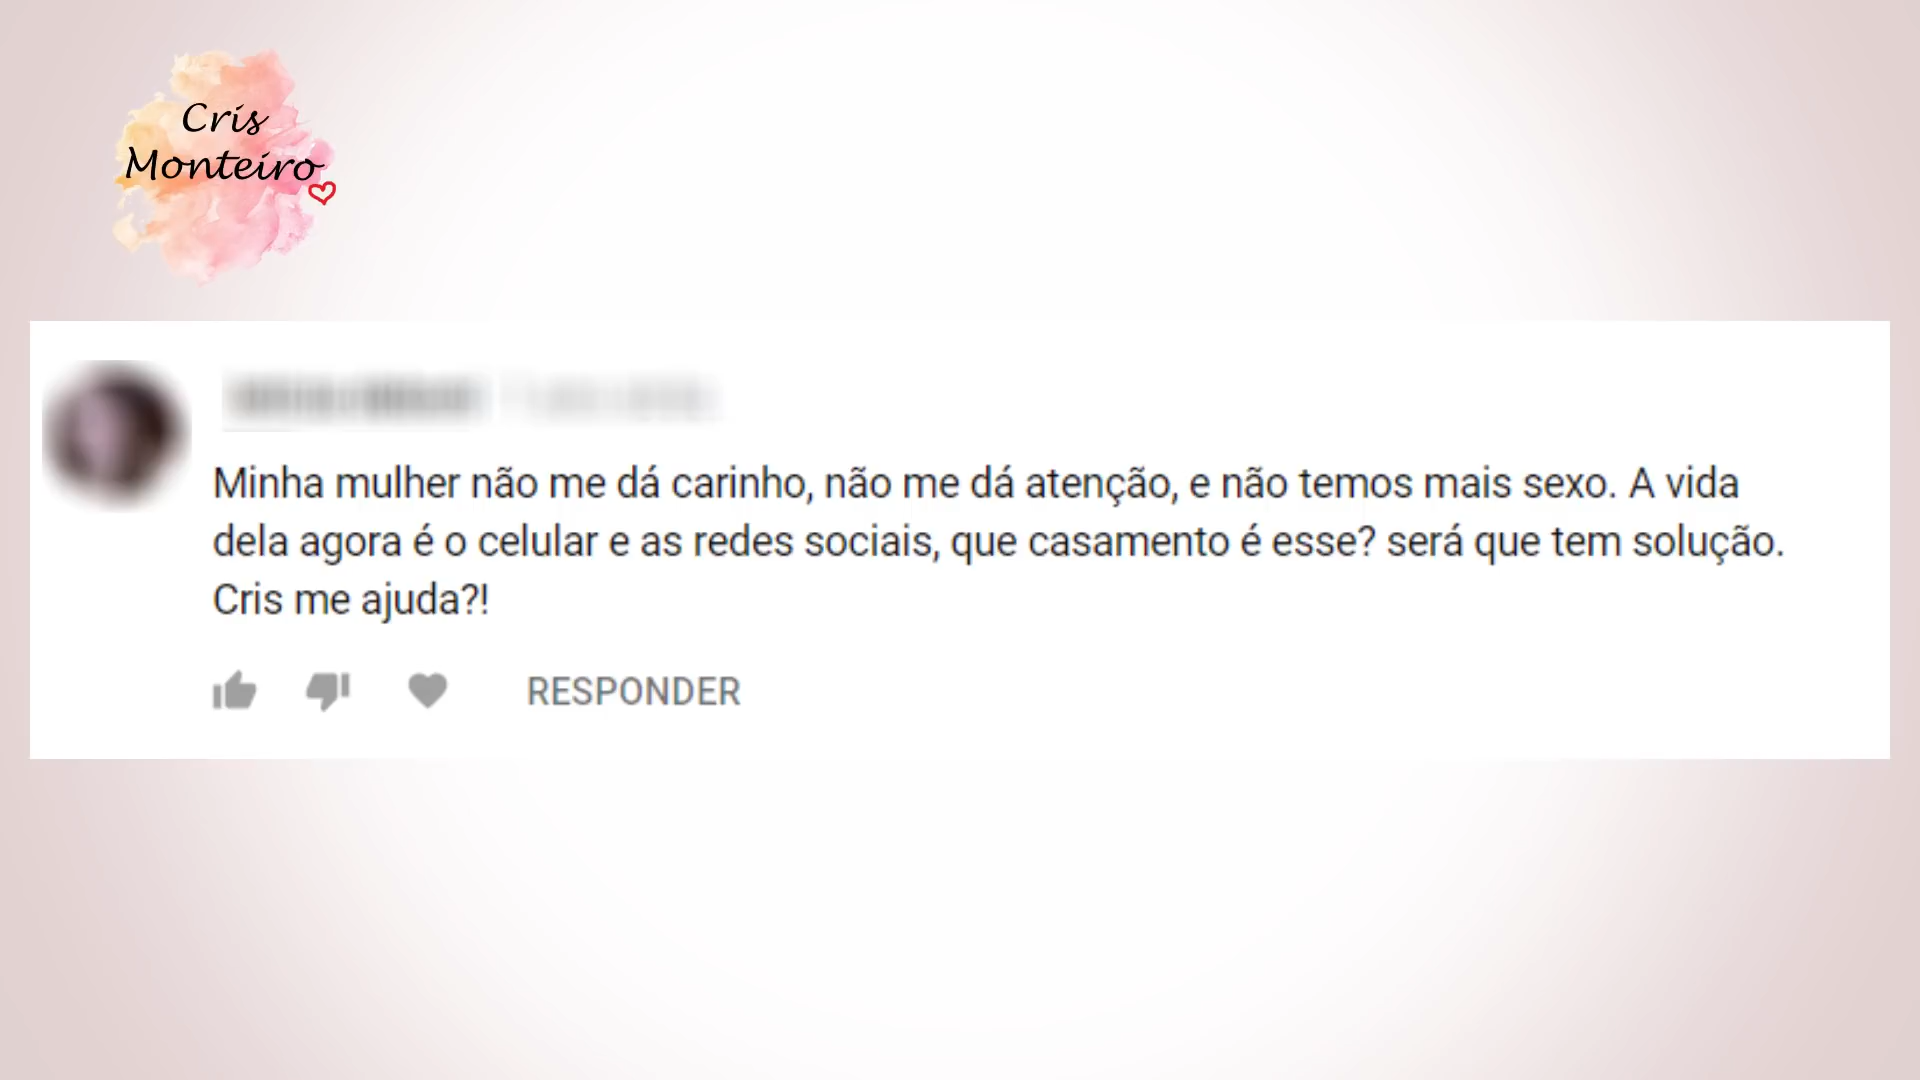 Cris
Monteiro
Minha mulher não me dá carinho, não me dá atenção, e não temos mais sexo. A vida
dela agora é o celular e as redes sociais, que casamento é esse? será que tem solução.
Cris me ajuda?!
RESPONDER